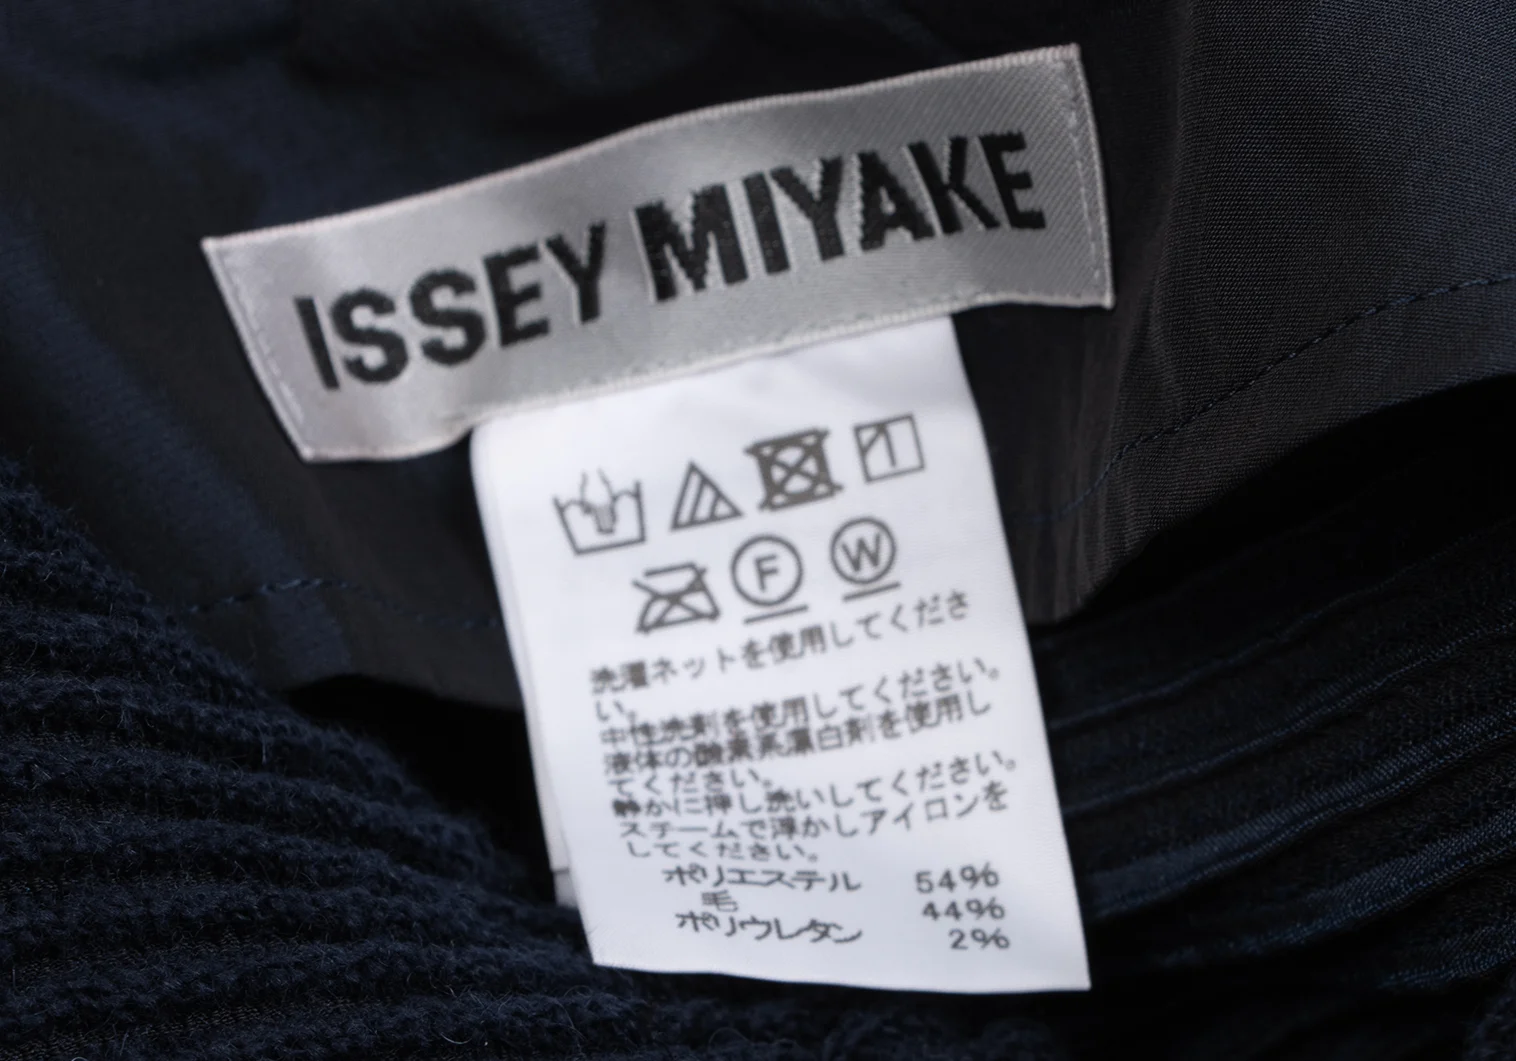 ISSEY MIYAKE
F W
洗濯ネットを使用してくださ
い。
中性洗剤を使用してください。
液体の酸素系漂白剤を使用し
てください。
静かに押し洗いしてください。
スチームで浮かしアイロンを
してください。
ポリエステル 54%
毛 44%
ポリウレタン 2%